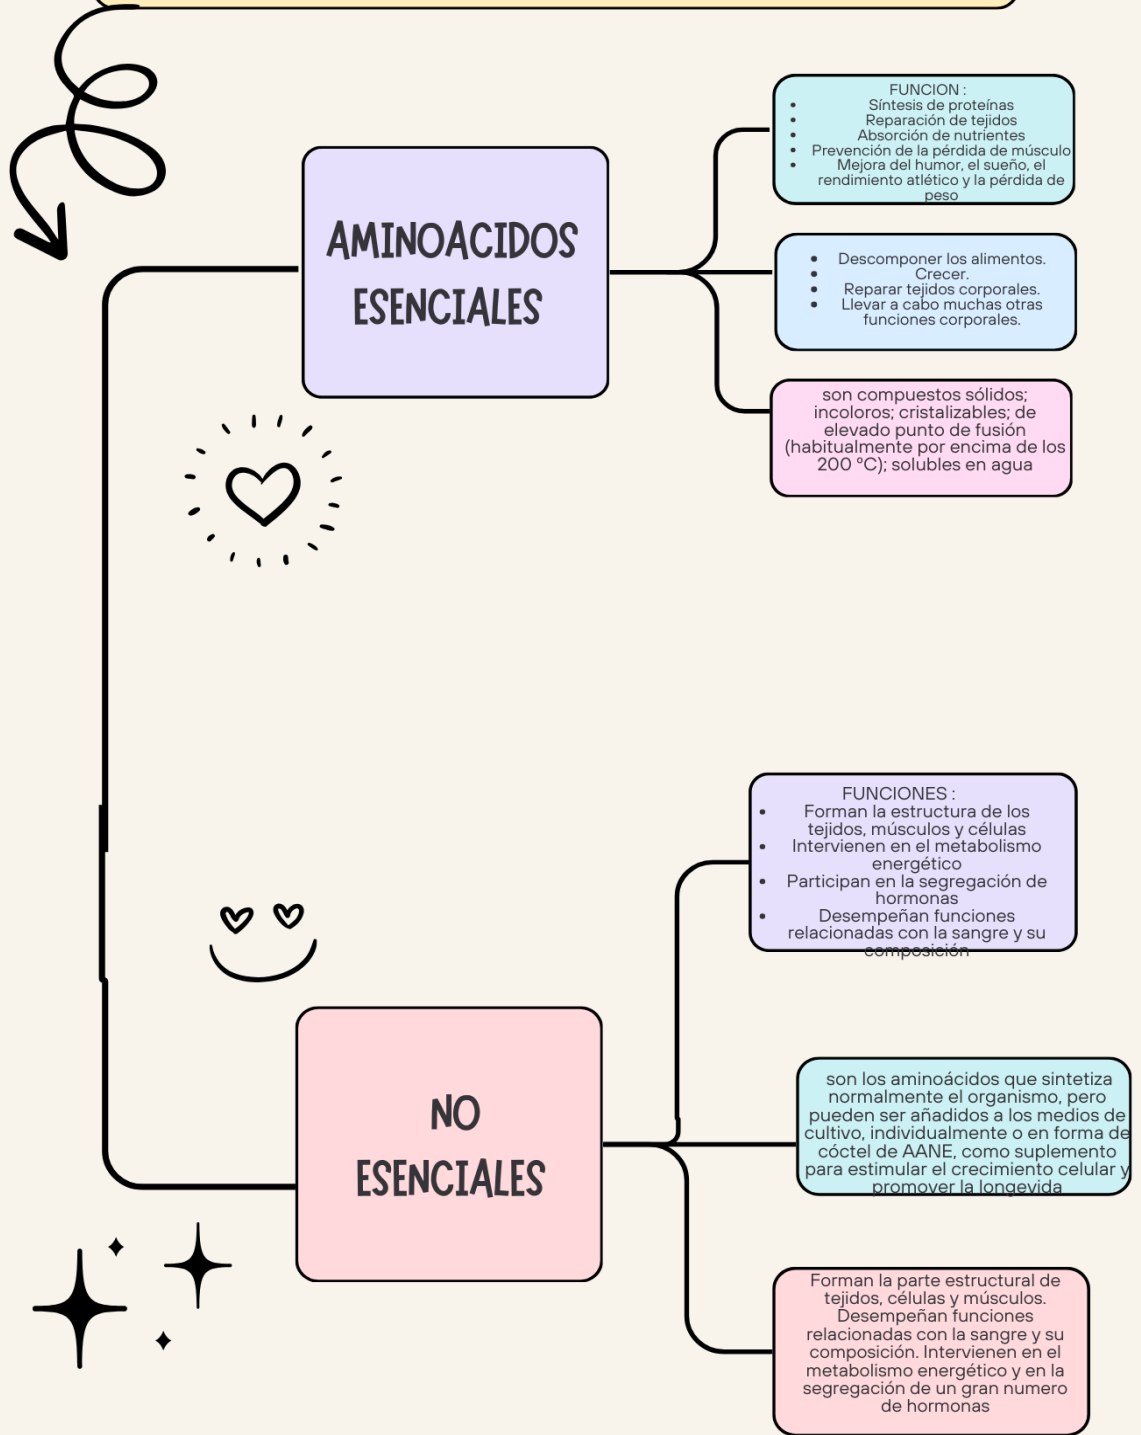 FUNCION :
• Síntesis de proteínas
• Reparación de tejidos
• Absorción de nutrientes
• Prevención de la pérdida de músculo
• Mejora del humor, el sueño, el
rendimiento atlético y la pérdida de
peso
AMINOACIDOS
ESENCIALES
• Descomponer los alimentos.
• Crecer.
• Reparar tejidos corporales.
• Llevar a cabo muchas otras
funciones corporales.
son compuestos sólidos;
incoloros; cristalizables; de
elevado punto de fusión
(habitualmente por encima de los
200 °C); solubles en agua
FUNCIONES :
• Forman la estructura de los
tejidos, músculos y células
• Intervienen en el metabolismo
energético
• Participan en la segregación de
hormonas
• Desempeñan funciones
relacionadas con la sangre y su
composición
NO
ESENCIALES
son los aminoácidos que sintetiza
normalmente el organismo, pero
pueden ser añadidos a los medios de
cultivo, individualmente o en forma de
cóctel de AANE, como suplemento
para estimular el crecimiento celular y
promover la longevida
Forman la parte estructural de
tejidos, células y músculos.
Desempeñan funciones
relacionadas con la sangre y su
composición. Intervienen en el
metabolismo energético y en la
segregación de un gran numero
de hormonas